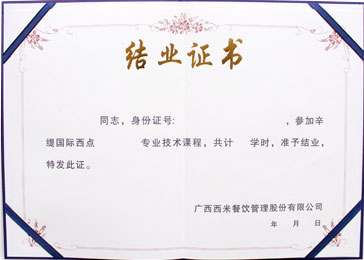 结业证书
同志，身份证号: ，参加辛
缇国际西点 专业技术课程，共计 学时，准予结业，
特发此证。
广西西米餐饮管理股份有限公司
年 月 日